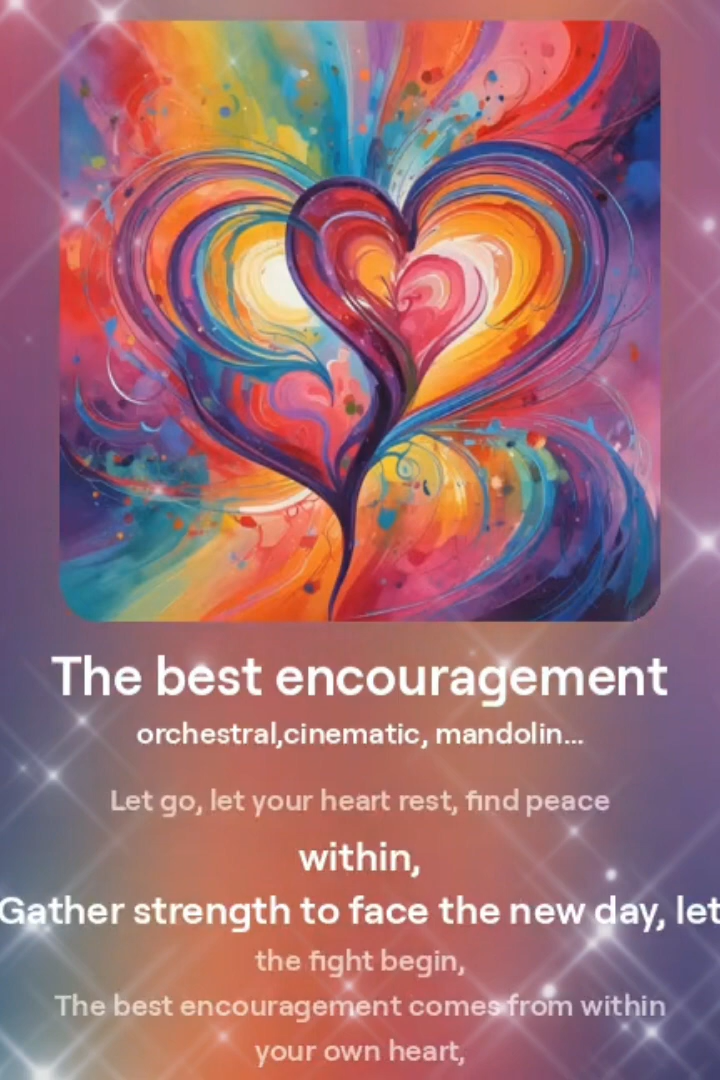 The best encouragement
orchestral,cinematic, mandolin...
Let go, let your heart rest, find peace
within,
Gather strength to face the new day, let
the fight begin,
The best encouragement comes from within
your own heart,